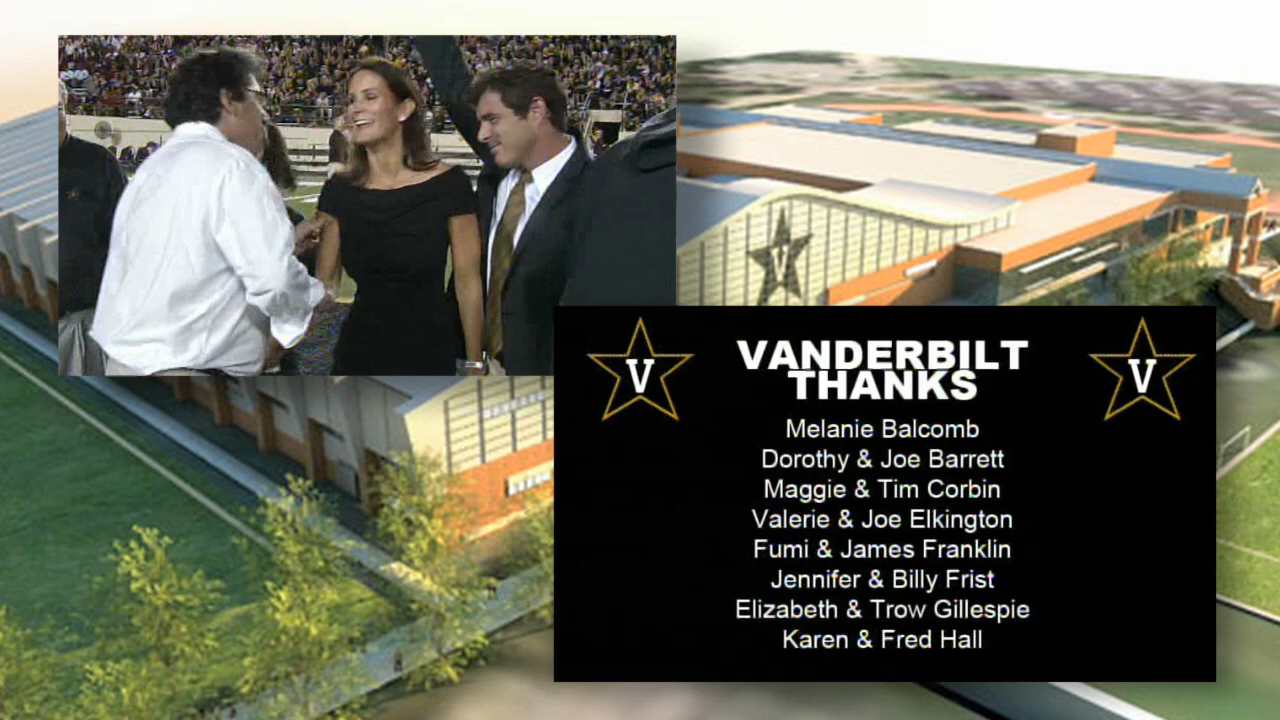 V
VANDERBILT
THANKS
V
V
Melanie Balcomb
Dorothy & Joe Barrett
Maggie & Tim Corbin
Valerie & Joe Elkington
Fumi & James Franklin
Jennifer & Billy Frist
Elizabeth & Trow Gillespie
Karen & Fred Hall